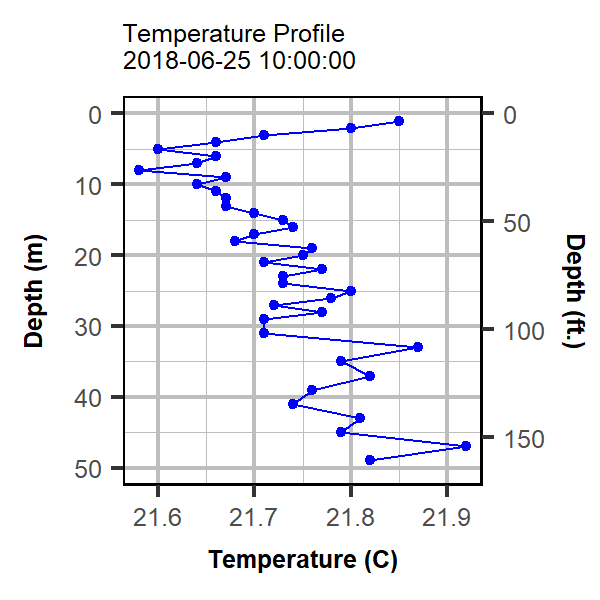 Temperature Profile
2018-06-25 10:00:00
0
10
20
30
40
50
Depth (m)
0
50
100
150
Depth (ft.)
21.6 21.7 21.8 21.9
Temperature (C)